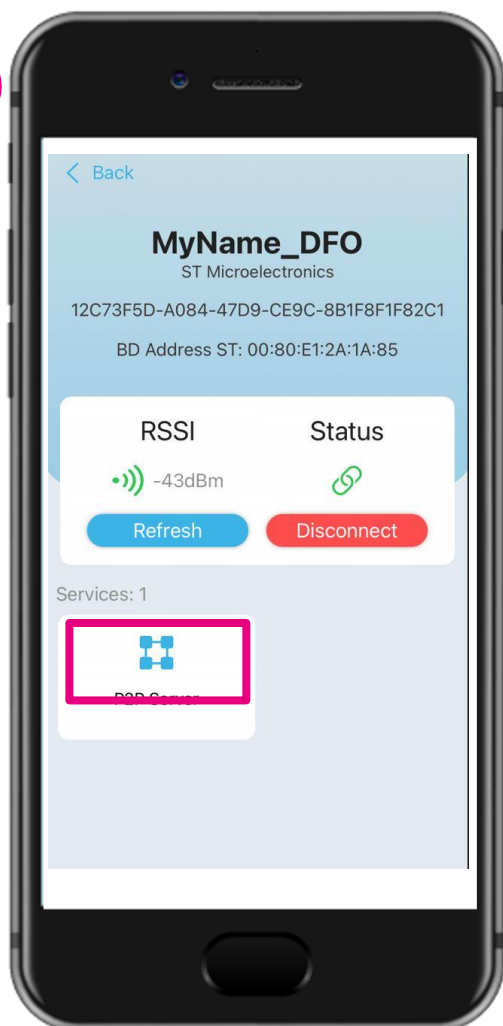 Back
MyName_DFO
ST Microelectronics
12C73F5D-A084-47D9-CE9C-8B1F8F1F82C1
BD Address ST: 00:80:E1:2A:1A:85
RSSI Status
-43dBm
Refresh Disconnect
Services: 1
P2P Server